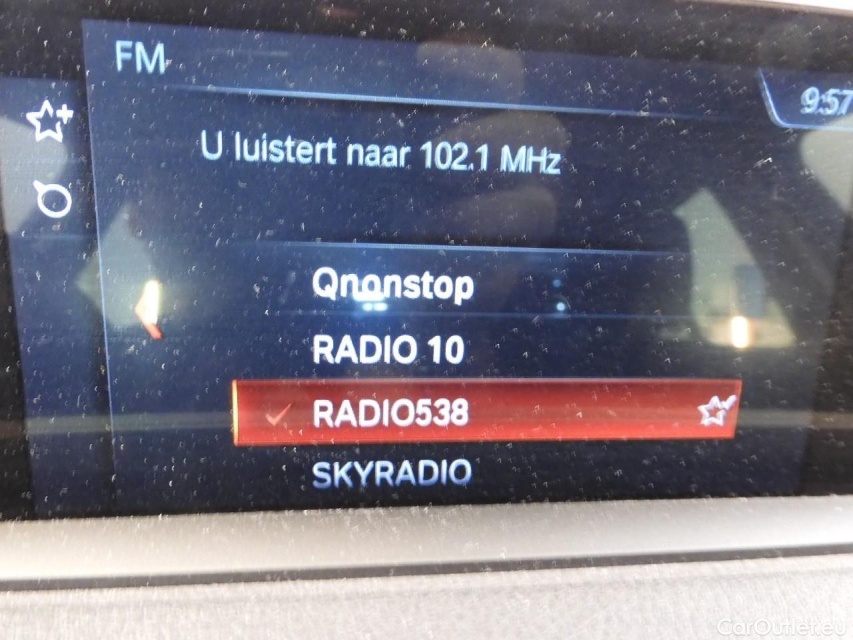 FM
9:57
U luistert naar 102.1 MHz
Qnonstop
RADIO 10
RADIO538
SKYRADIO
CarOutlet.eu